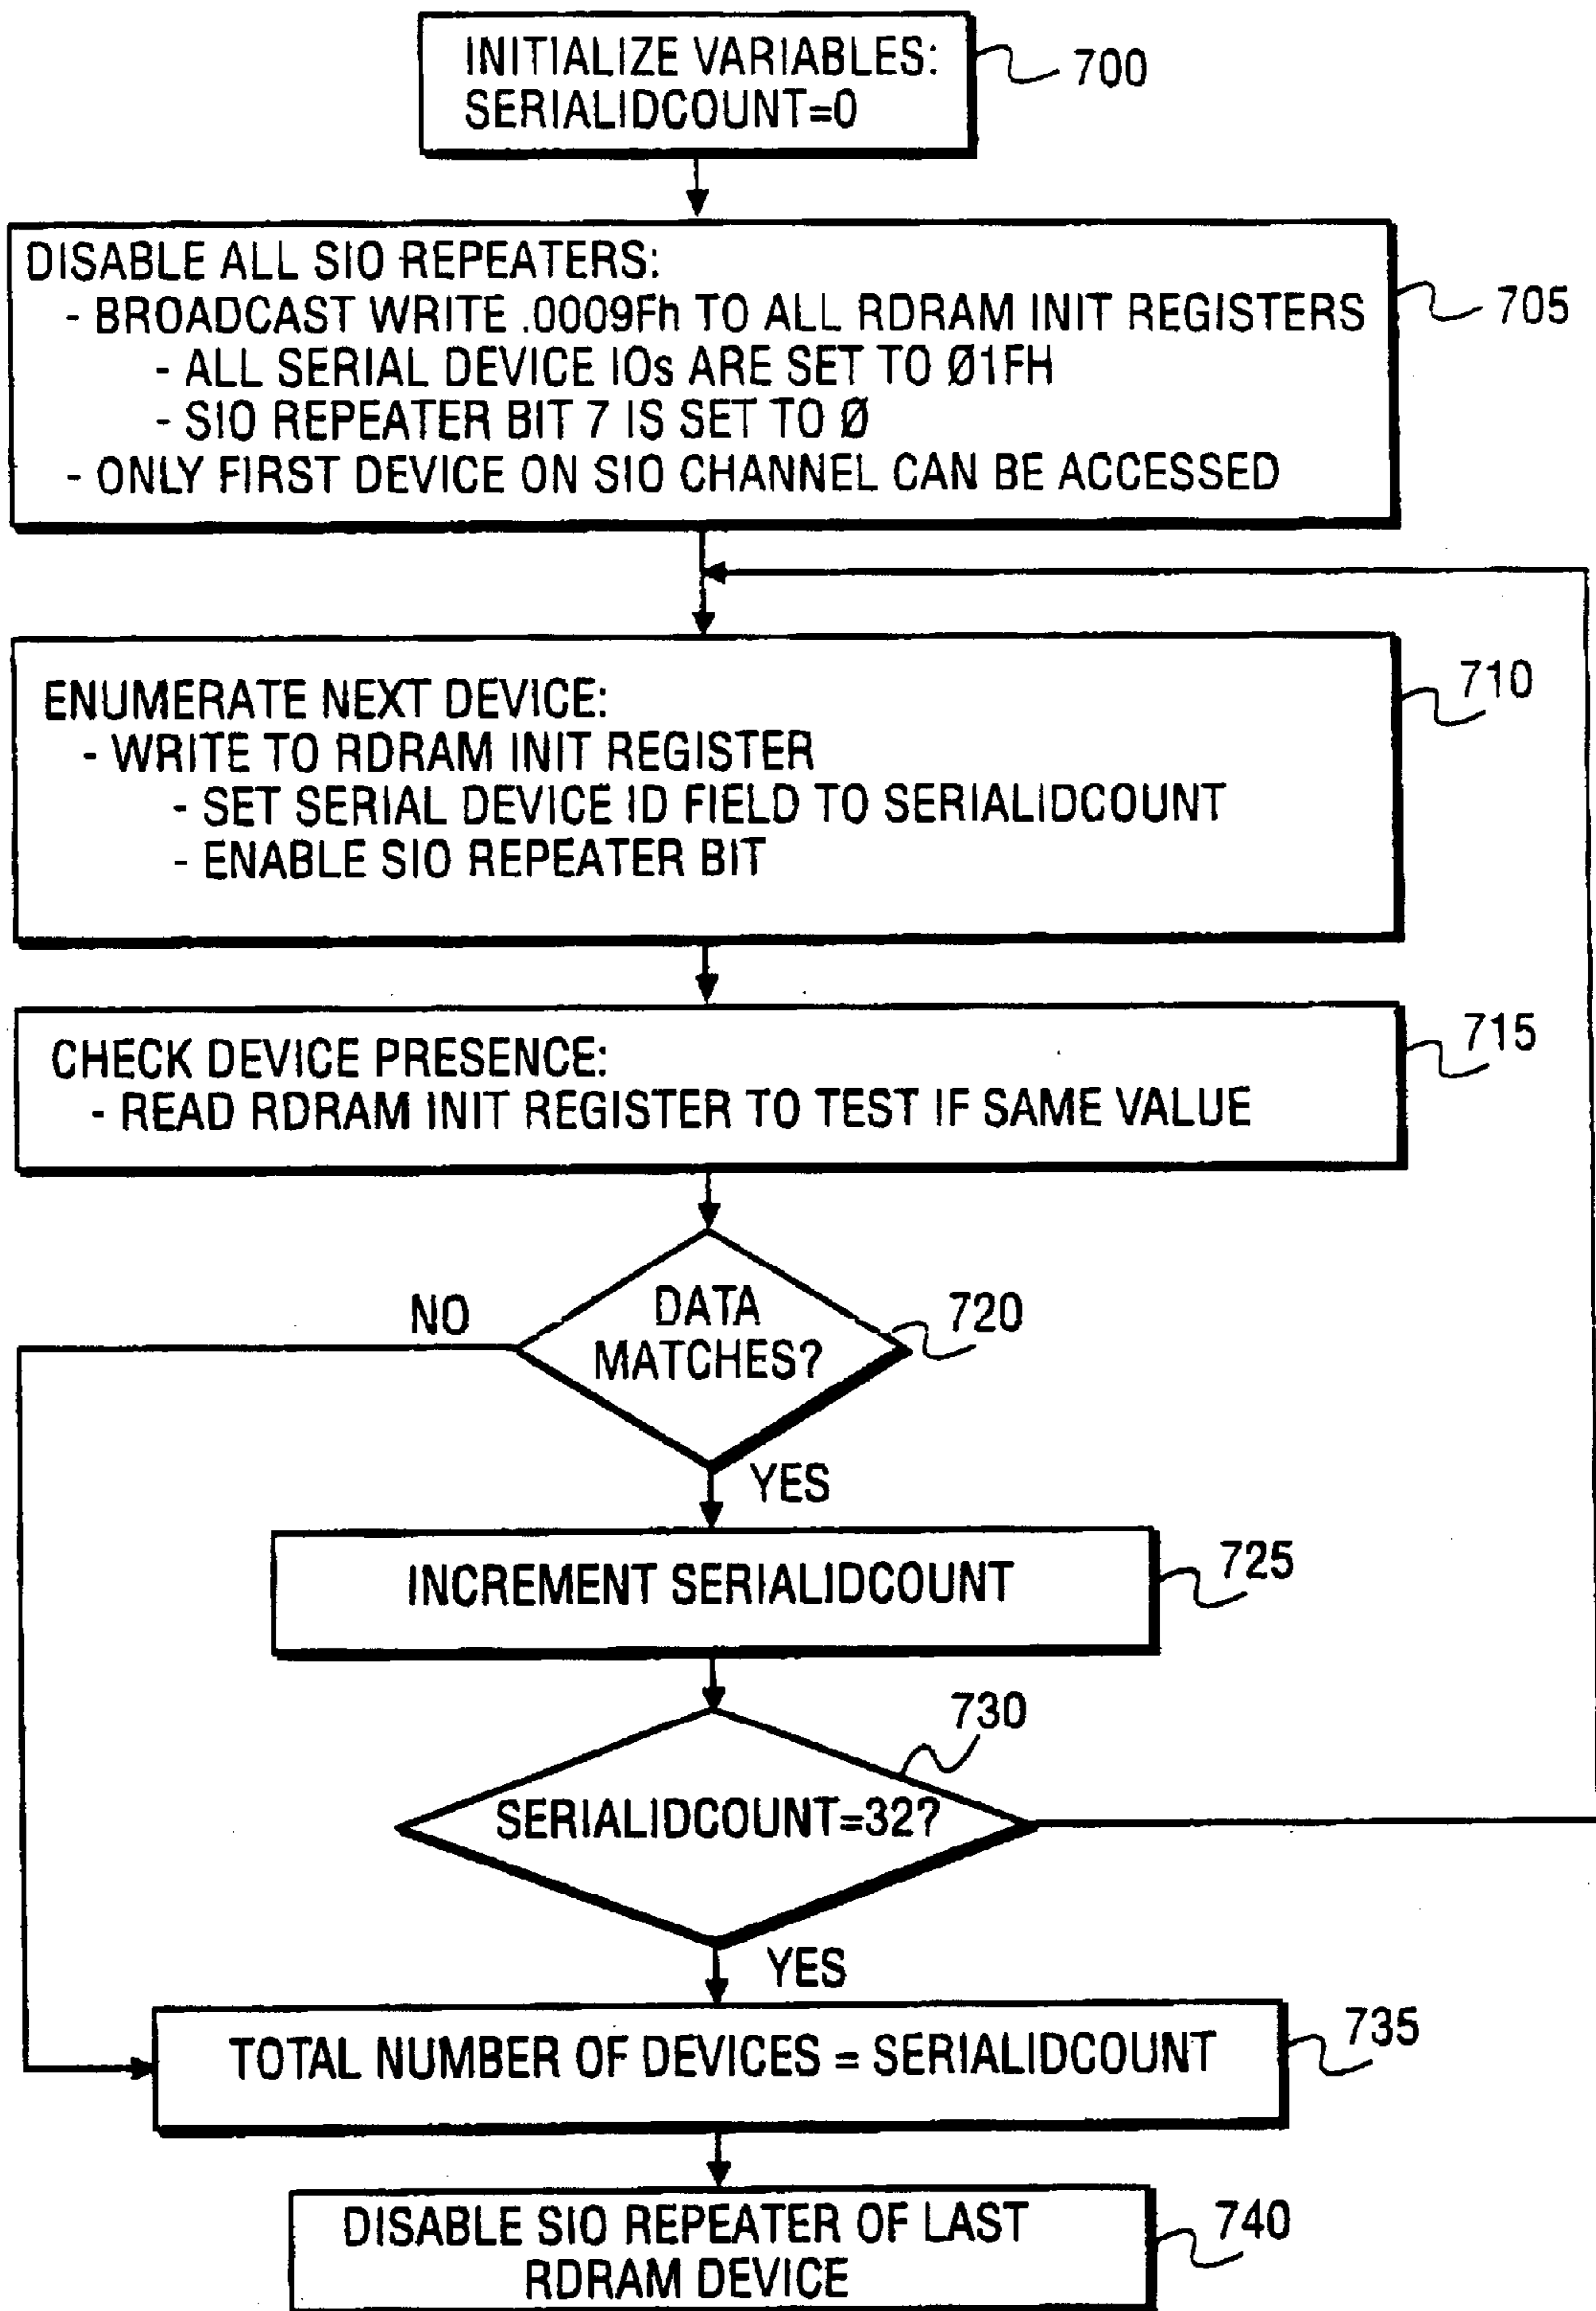 INITIALIZE VARIABLES:
SERIALIDCOUNT=0
700
DISABLE ALL SIO REPEATERS:
- BROADCAST WRITE .0009Fh TO ALL RDRAM INIT REGISTERS
- ALL SERIAL DEVICE IOs ARE SET TO Ø1FH
- SIO REPEATER BIT 7 IS SET TO Ø
- ONLY FIRST DEVICE ON SIO CHANNEL CAN BE ACCESSED
705
ENUMERATE NEXT DEVICE:
- WRITE TO RDRAM INIT REGISTER
- SET SERIAL DEVICE ID FIELD TO SERIALIDCOUNT
- ENABLE SIO REPEATER BIT
710
CHECK DEVICE PRESENCE:
- READ RDRAM INIT REGISTER TO TEST IF SAME VALUE
715
NO
DATA
MATCHES?
720
YES
INCREMENT SERIALIDCOUNT
725
730
SERIALIDCOUNT=32?
YES
TOTAL NUMBER OF DEVICES = SERIALIDCOUNT
735
DISABLE SIO REPEATER OF LAST
RDRAM DEVICE
740